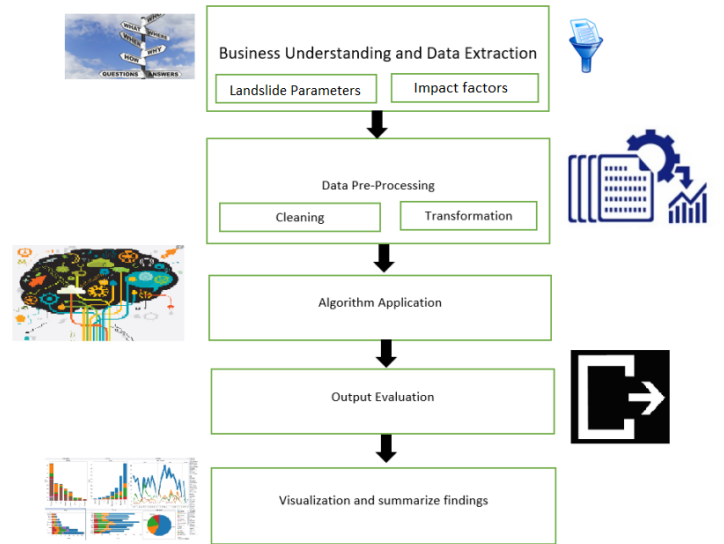 WHAT
WHERE
WHEN
WHY
HOW
QUESTIONS
ANSWERS
Business Understanding and Data Extraction
Landslide Parameters
Impact factors
Data Pre-Processing
Cleaning
Transformation
Algorithm Application
Output Evaluation
Visualization and summarize findings